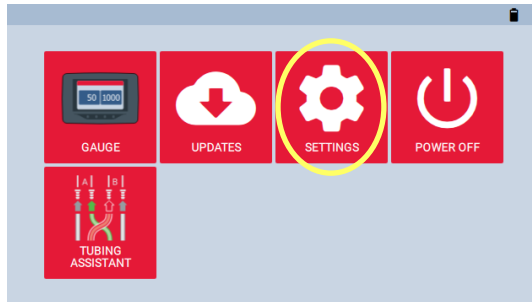 50 1000
GAUGE
UPDATES
SETTINGS
POWER OFF
A B
TUBING
ASSISTANT